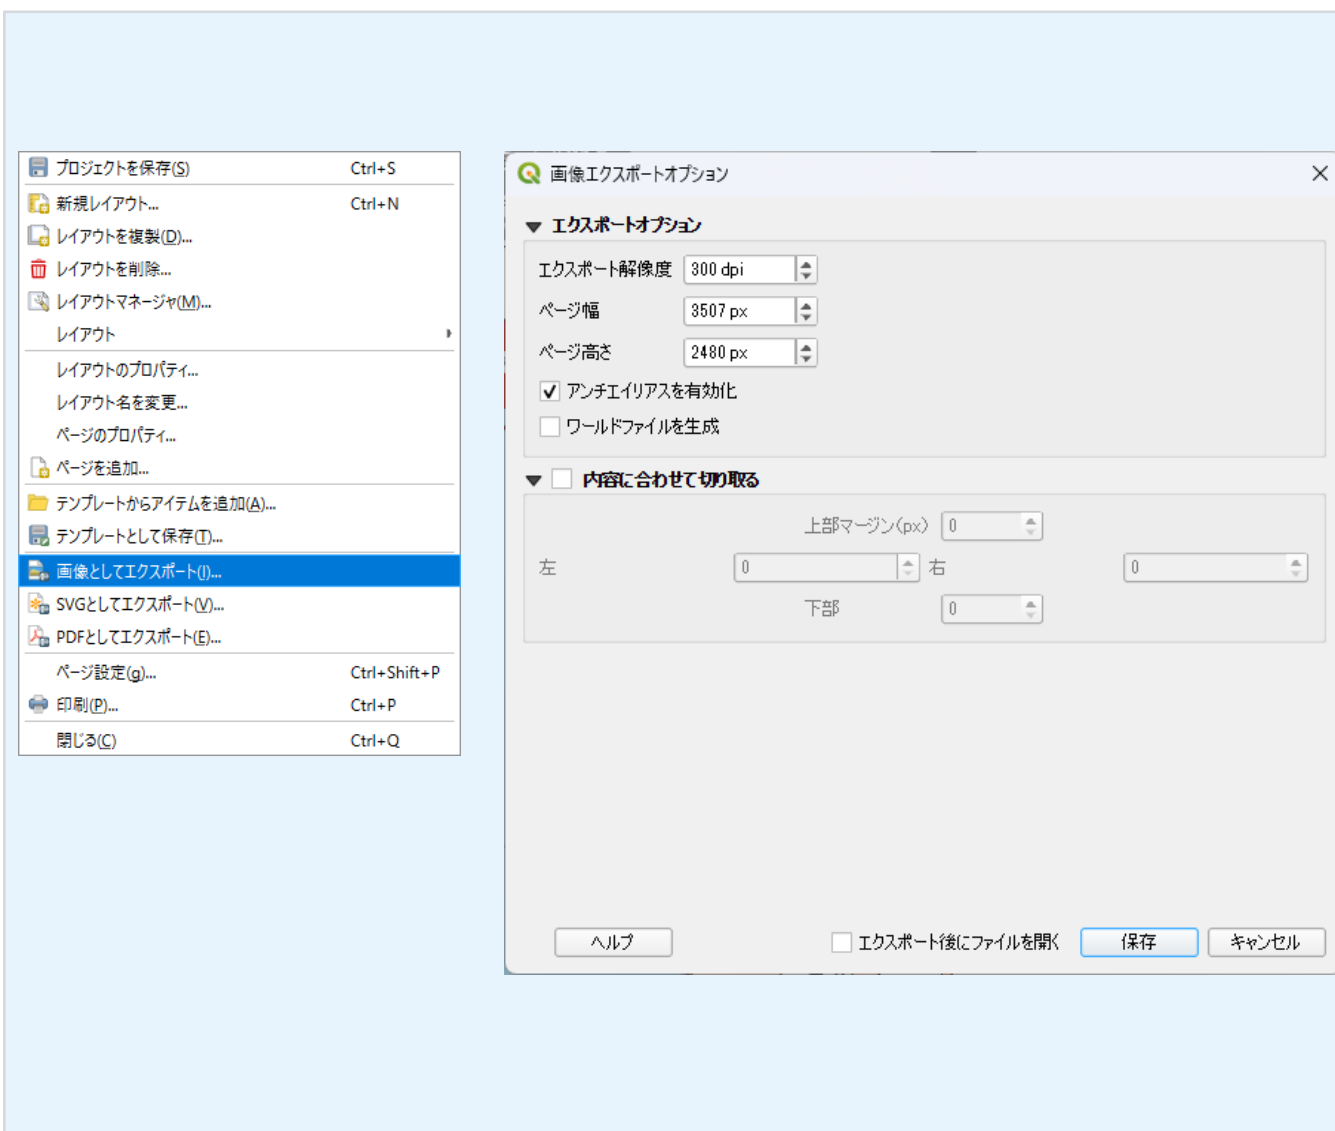 プロジェクトを保存(S) Ctrl+S
新規レイアウト... Ctrl+N
レイアウトを複製(D)...
レイアウトを削除...
レイアウトマネージャ(M)...
レイアウト
レイアウトのプロパティ...
レイアウト名を変更...
ページのプロパティ...
ページを追加...
テンプレートからアイテムを追加(A)...
テンプレートとして保存(T)...
画像としてエクスポート(I)...
SVGとしてエクスポート(V)...
PDFとしてエクスポート(E)...
ページ設定(g)... Ctrl+Shift+P
印刷(P)... Ctrl+P
閉じる(C) Ctrl+Q
画像エクスポートオプション
エクスポートオプション
エクスポート解像度 300 dpi
ページ幅 3507 px
ページ高さ 2480 px
アンチエイリアスを有効化
ワールドファイルを生成
内容に合わせて切り取る
上部マージン(px) 0
左 0 右 0
下部 0
ヘルプ エクスポート後にファイルを開く 保存 キャンセル